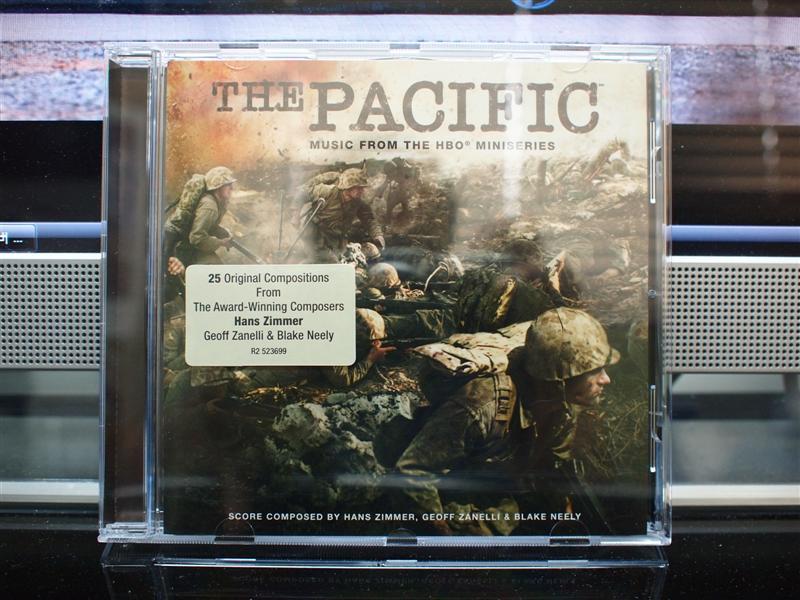 THE PACIFIC™
MUSIC FROM THE HBO® MINISERIES
25 Original Compositions
From
The Award-Winning Composers
Hans Zimmer
Geoff Zanelli & Blake Neely
R2 523699
SCORE COMPOSED BY HANS ZIMMER, GEOFF ZANELLI & BLAKE NEELY